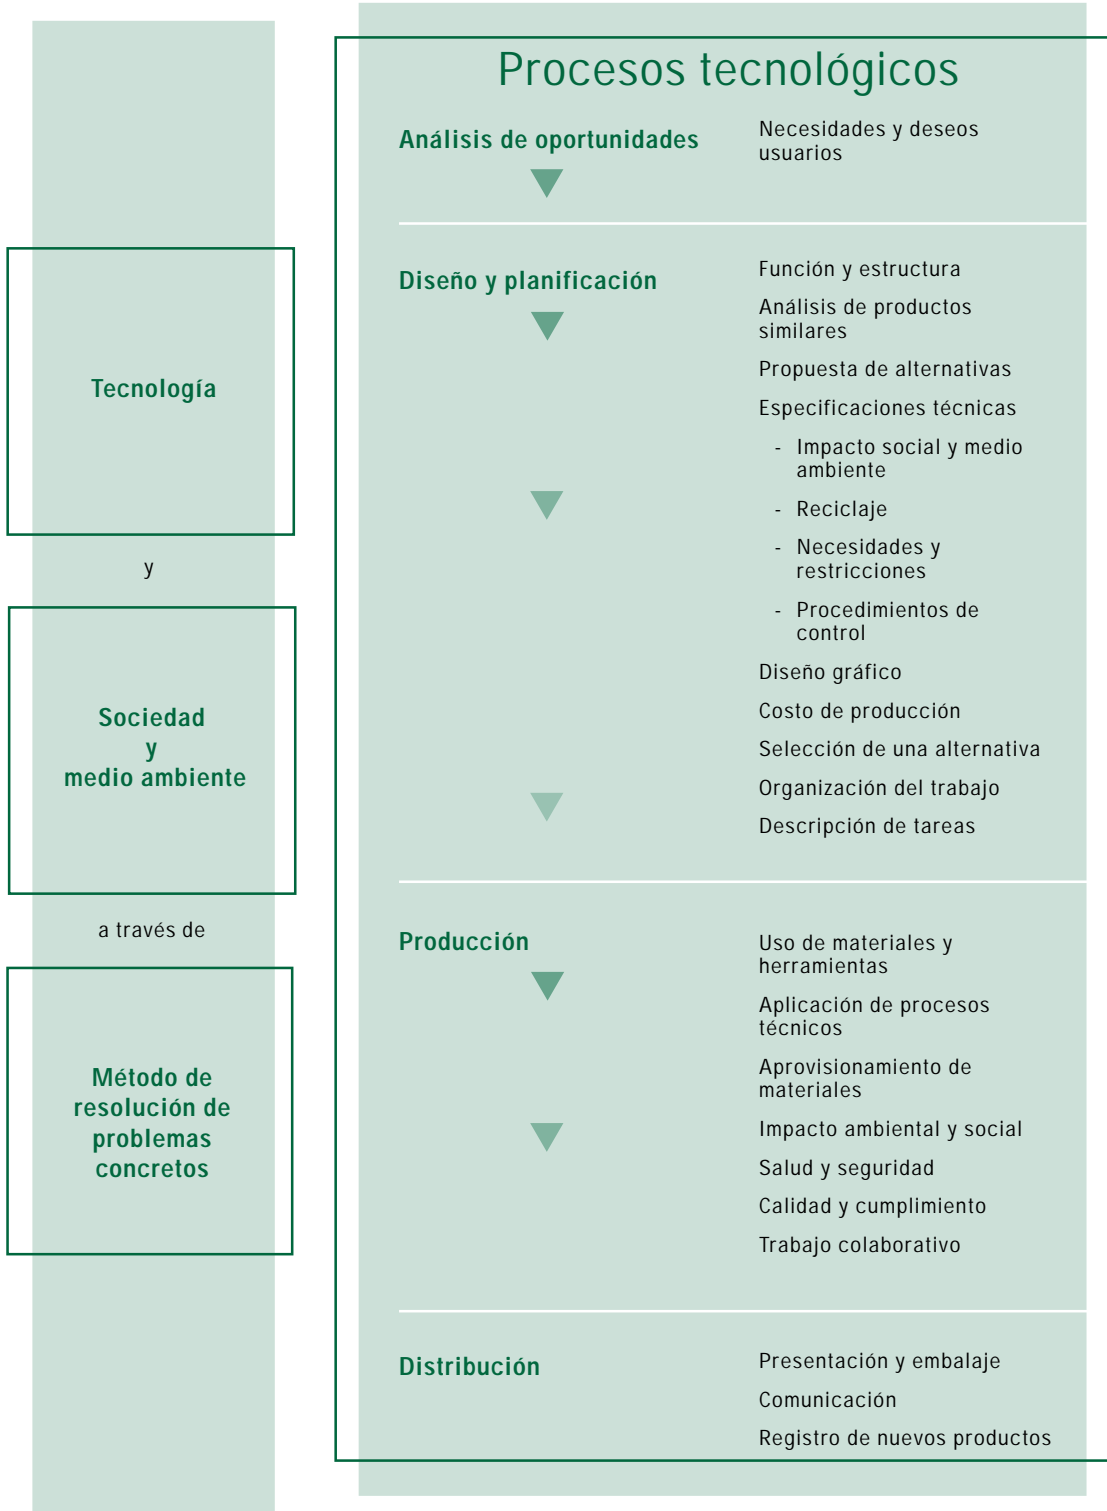 Tecnología
y
Sociedad
y
medio ambiente
a través de
Método de
resolución de
problemas
concretos
Procesos tecnológicos
Análisis de oportunidades
Necesidades y deseos
usuarios
Diseño y planificación
Función y estructura
Análisis de productos
similares
Propuesta de alternativas
Especificaciones técnicas
- Impacto social y medio
ambiente
- Reciclaje
- Necesidades y
restricciones
- Procedimientos de
control
Diseño gráfico
Costo de producción
Selección de una alternativa
Organización del trabajo
Descripción de tareas
Producción
Uso de materiales y
herramientas
Aplicación de procesos
técnicos
Aprovisionamiento de
materiales
Impacto ambiental y social
Salud y seguridad
Calidad y cumplimiento
Trabajo colaborativo
Distribución
Presentación y embalaje
Comunicación
Registro de nuevos productos